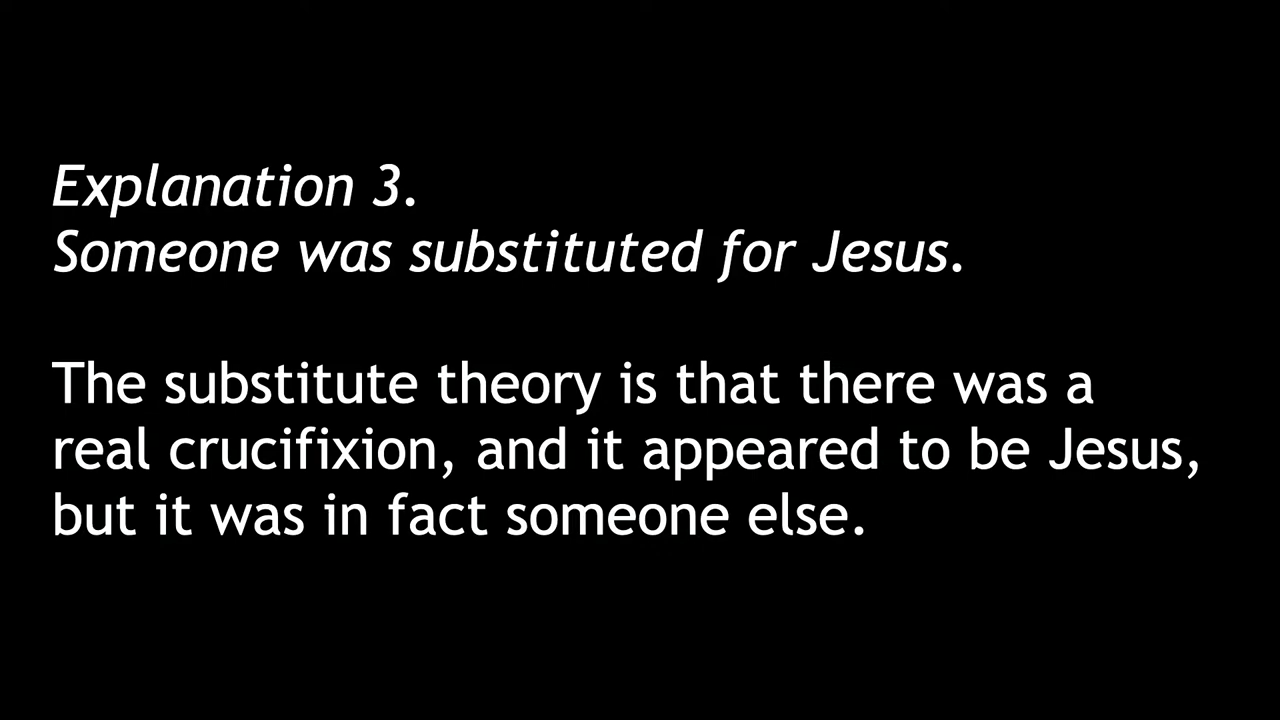 Explanation 3.
Someone was substituted for Jesus.
The substitute theory is that there was a
real crucifixion, and it appeared to be Jesus,
but it was in fact someone else.